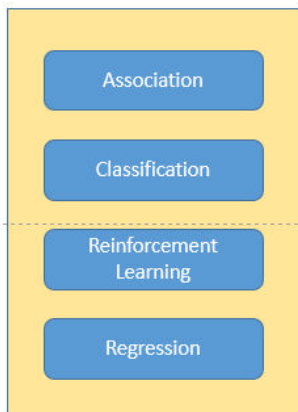 Association
Classification
Reinforcement
Learning
Regression